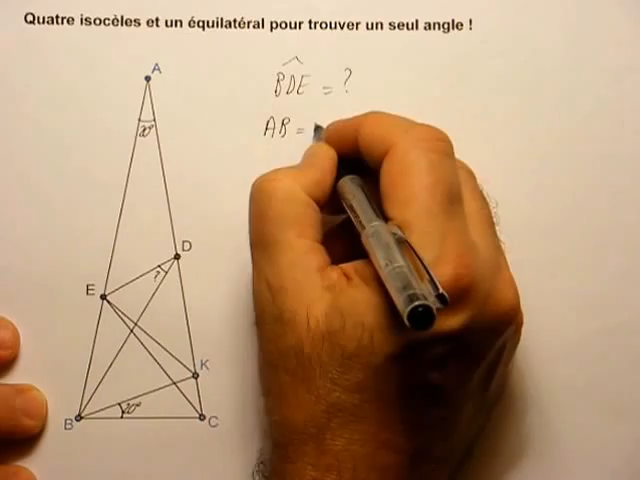 Quatre isocèles et un équilatéral pour trouver un seul angle !
A
BDE = ?
20°
AB =
D
?
E
K
20°
B
C